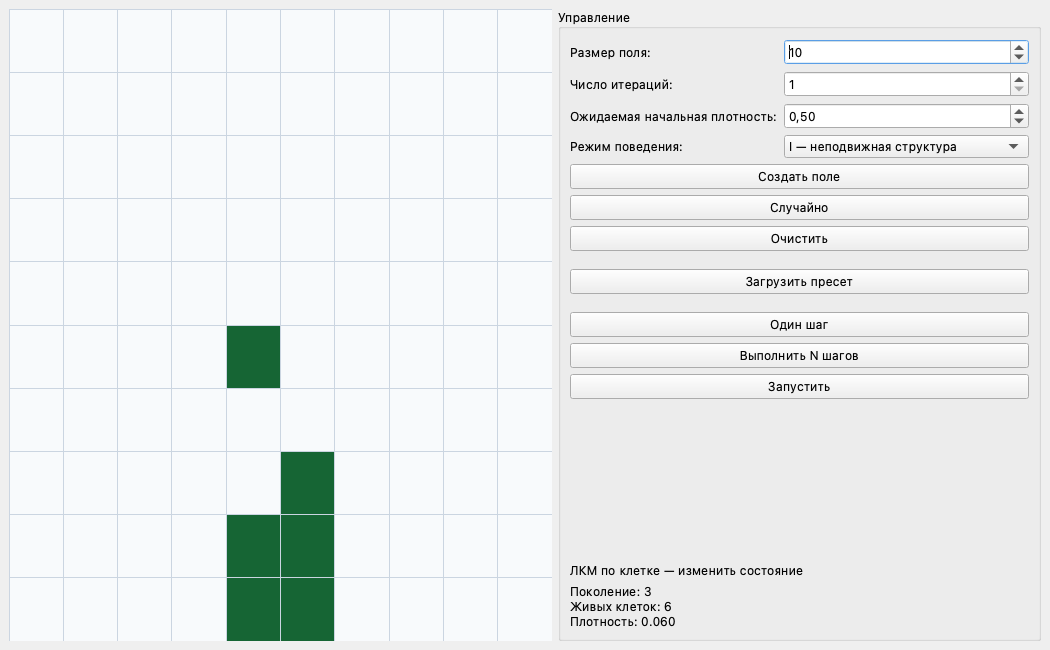 Управление
Размер поля: 10
Число итераций: 1
Ожидаемая начальная плотность: 0,50
Режим поведения: I — неподвижная структура
Создать поле
Случайно
Очистить
Загрузить пресет
Один шаг
Выполнить N шагов
Запустить
ЛКМ по клетке — изменить состояние
Поколение: 3
Живых клеток: 6
Плотность: 0.060